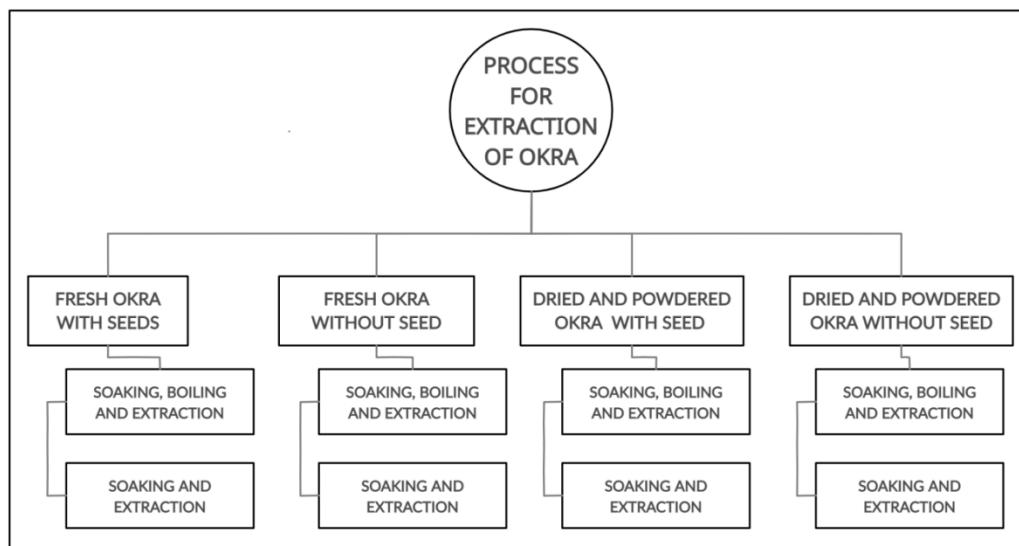 PROCESS
FOR
EXTRACTION
OF OKRA
FRESH OKRA
WITH SEEDS
FRESH OKRA
WITHOUT SEED
DRIED AND POWDERED
OKRA WITH SEED
DRIED AND POWDERED
OKRA WITHOUT SEED
SOAKING, BOILING
AND EXTRACTION
SOAKING, BOILING
AND EXTRACTION
SOAKING, BOILING
AND EXTRACTION
SOAKING, BOILING
AND EXTRACTION
SOAKING AND
EXTRACTION
SOAKING AND
EXTRACTION
SOAKING AND
EXTRACTION
SOAKING AND
EXTRACTION